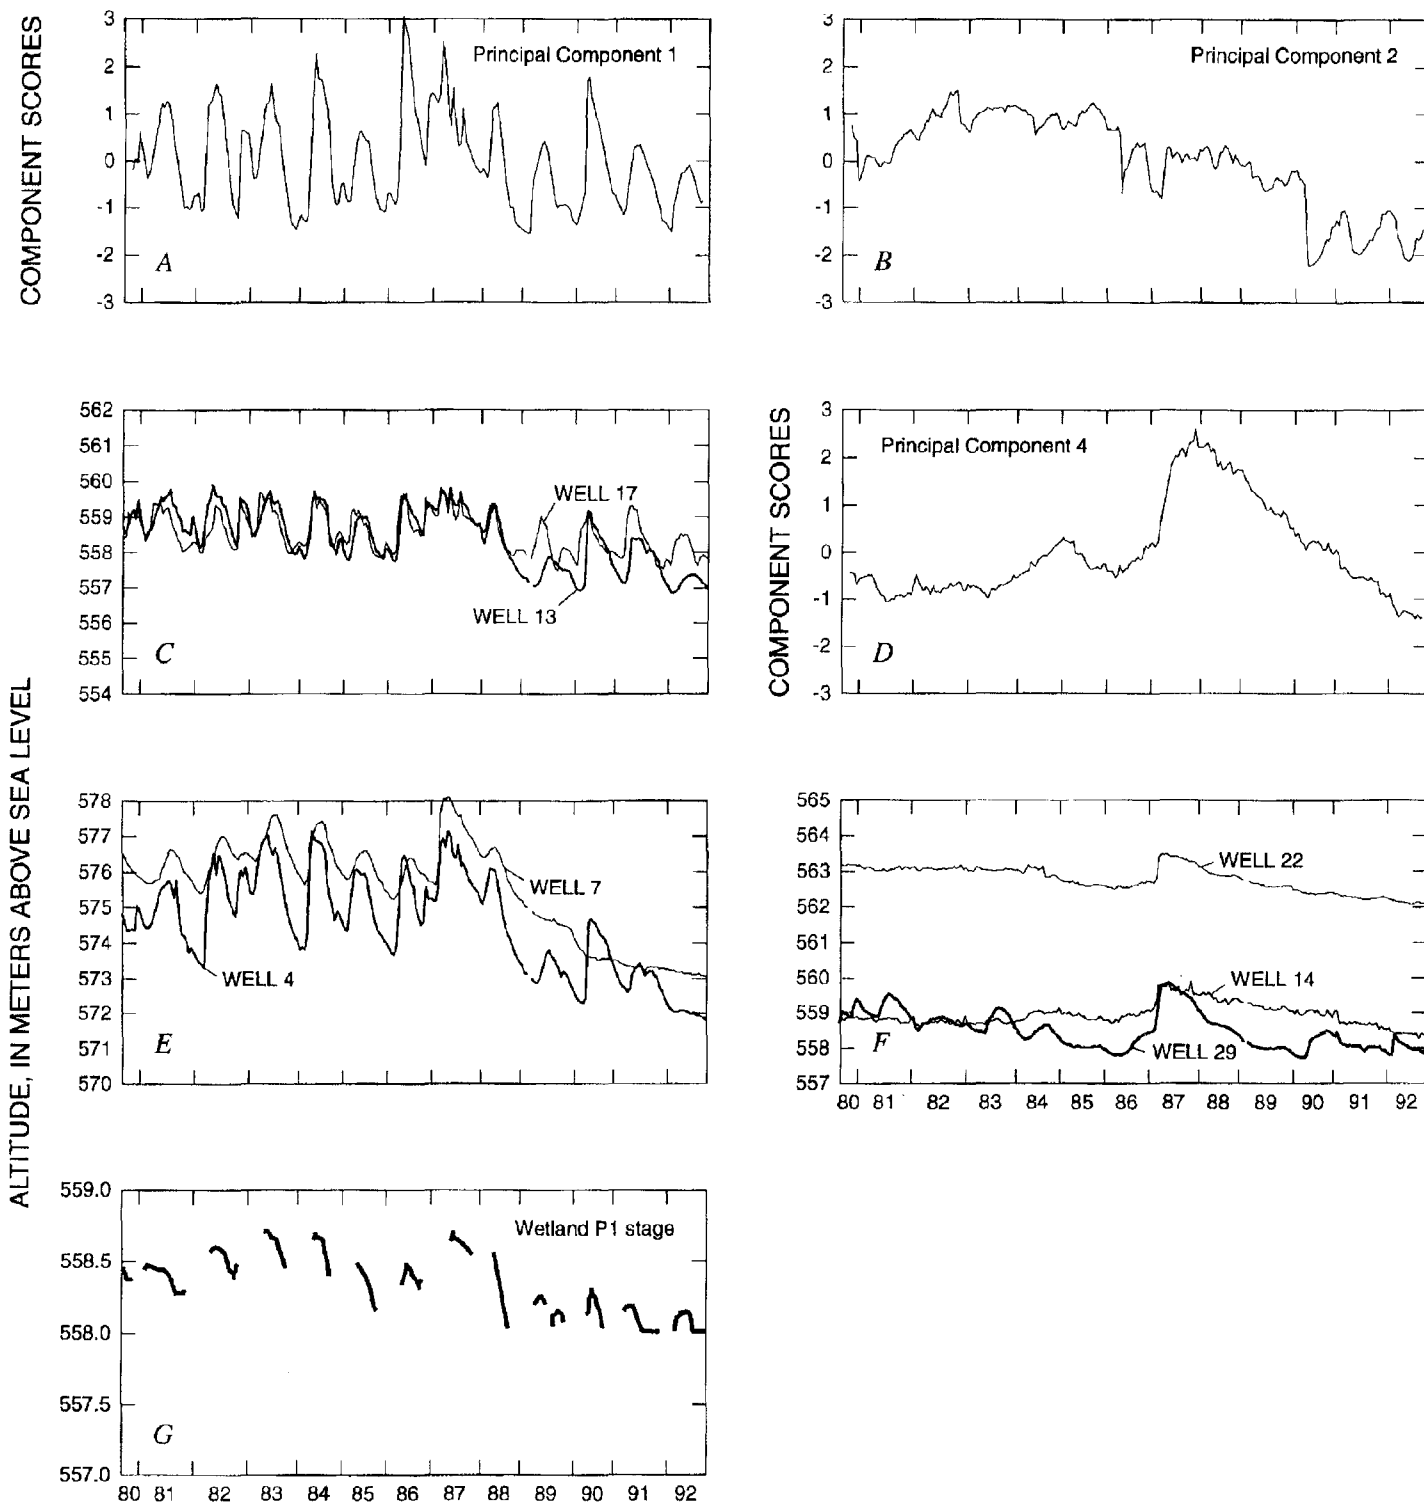 COMPONENT SCORES
3
2
1
0
-1
-2
-3
Principal Component 1
A
3
2
1
0
-1
-2
-3
Principal Component 2
B
ALTITUDE, IN METERS ABOVE SEA LEVEL
562
561
560
559
558
557
556
555
554
WELL 17
WELL 13
C
COMPONENT SCORES
3
2
1
0
-1
-2
-3
Principal Component 4
D
578
577
576
575
574
573
572
571
570
WELL 7
WELL 4
E
565
564
563
562
561
560
559
558
557
WELL 22
WELL 14
WELL 29
F
80 81 82 83 84 85 86 87 88 89 90 91 92
559.0
558.5
558.0
557.5
557.0
Wetland P1 stage
G
80 81 82 83 84 85 86 87 88 89 90 91 92